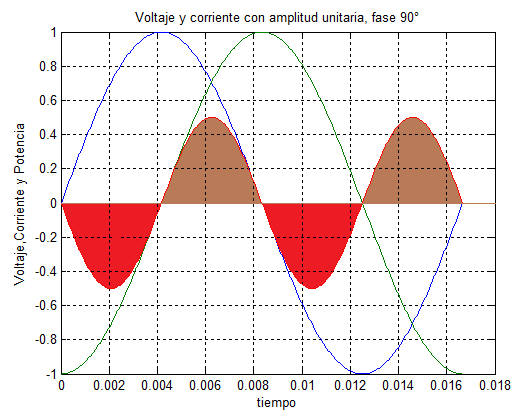 Voltaje y corriente con amplitud unitaria, fase 90°
1
0.8
0.6
0.4
0.2
0
-0.2
-0.4
-0.6
-0.8
-1
Voltaje,Corriente y Potencia
0 0.002 0.004 0.006 0.008 0.01 0.012 0.014 0.016 0.018
tiempo